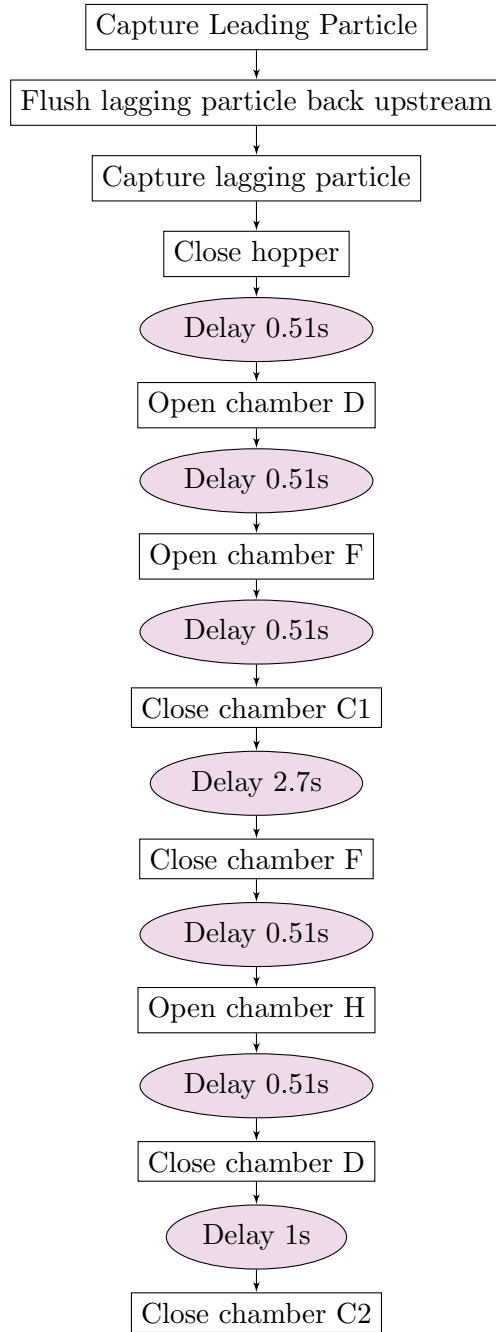 Capture Leading Particle
Flush lagging particle back upstream
Capture lagging particle
Close hopper
Delay 0.51s
Open chamber D
Delay 0.51s
Open chamber F
Delay 0.51s
Close chamber C1
Delay 2.7s
Close chamber F
Delay 0.51s
Open chamber H
Delay 0.51s
Close chamber D
Delay 1s
Close chamber C2